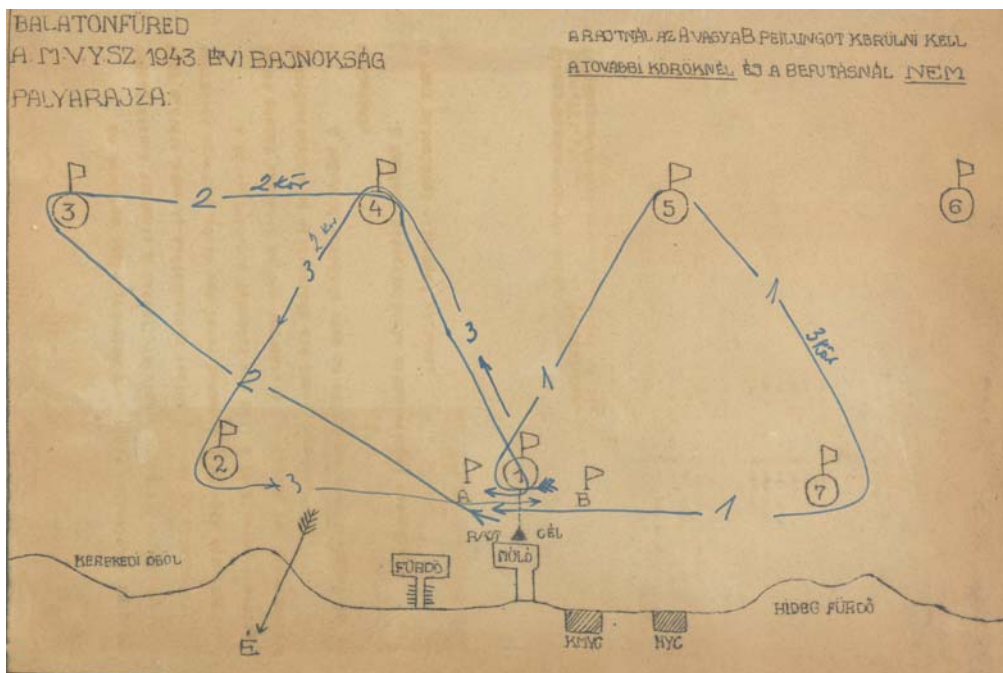 BALATONFÜRED
A M.V.Y.SZ. 1943. ÉVI BAJNOKSÁG
PALYARAJZA:
A RAJTNÁL AZ A VAGY A B PEILUNGOT KERÜLNI KELL
A TOVÁBBI KÖRÖKNÉL ÉS A BEFUTÁSNÁL NEM
3
2
2 Kör
4
5
6
2 Kör
3
3
1
3 Kör
1
2
2
3
A
1
B
7
1
RAJT
CÉL
MÓLÓ
KEREKEDI ÖBÖL
FÜRDŐ
HIDEG FÜRDŐ
É
KMYC
NYC